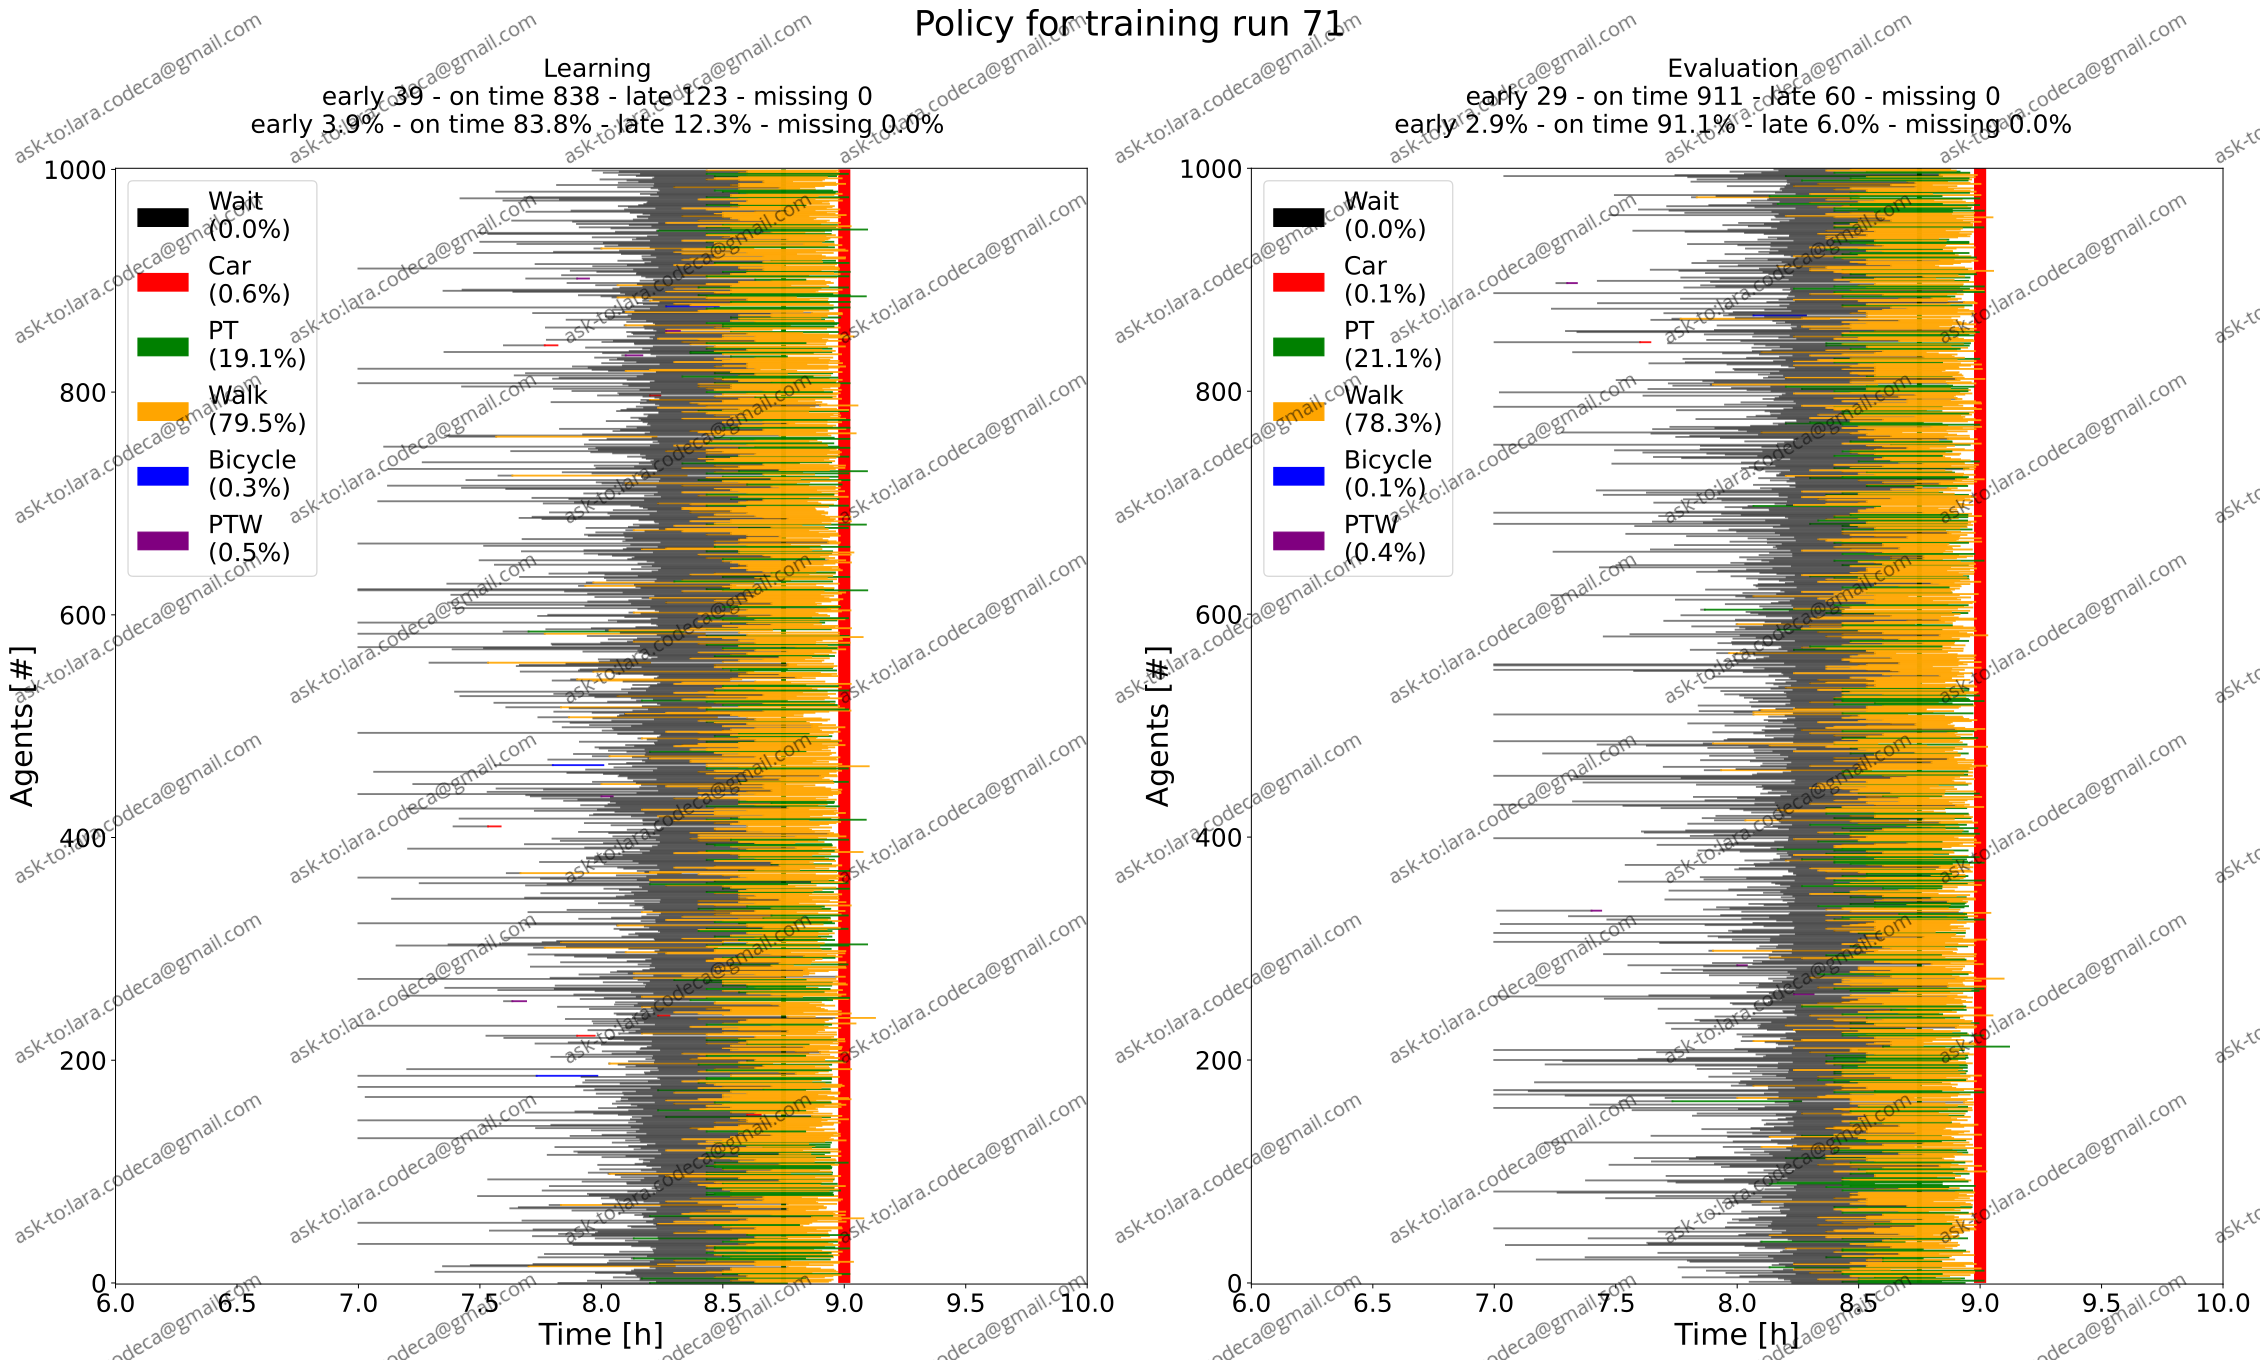 Policy for training run 71
Learning
early 39 - on time 838 - late 123 - missing 0
early 3.9% - on time 83.8% - late 12.3% - missing 0.0%
1000
800
600
400
200
0
Agents [#]
Wait
(0.0%)
Car
(0.6%)
PT
(19.1%)
Walk
(79.5%)
Bicycle
(0.3%)
PTW
(0.5%)
6.0 6.5 7.0 7.5 8.0 8.5 9.0 9.5 10.0
Time [h]
Evaluation
early 29 - on time 911 - late 60 - missing 0
early 2.9% - on time 91.1% - late 6.0% - missing 0.0%
1000
800
600
400
200
0
Agents [#]
Wait
(0.0%)
Car
(0.1%)
PT
(21.1%)
Walk
(78.3%)
Bicycle
(0.1%)
PTW
(0.4%)
6.0 6.5 7.0 7.5 8.0 8.5 9.0 9.5 10.0
Time [h]
ask-to:lara.codeca@gmail.com